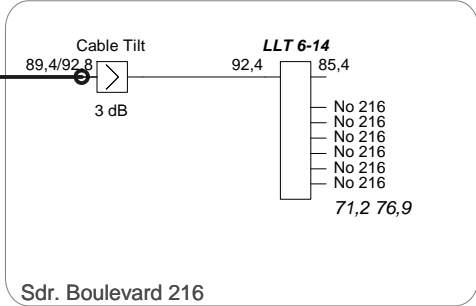 Cable Tilt
LLT 6-14
89,4/92,8
92,4
85,4
3 dB
No 216
No 216
No 216
No 216
No 216
No 216
71,2 76,9
Sdr. Boulevard 216